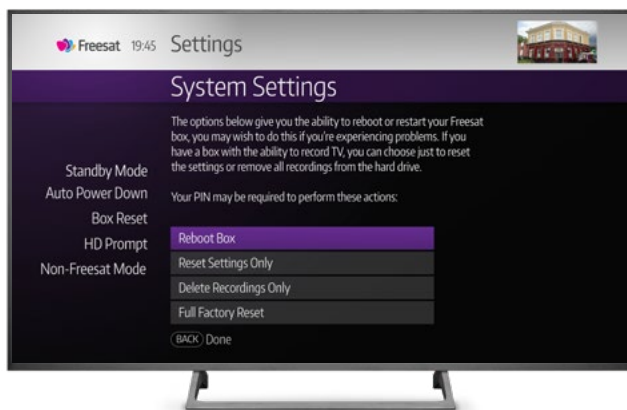 Freesat 19:45 Settings
System Settings
The options below give you the ability to reboot or restart your Freesat
box, you may wish to do this if you're experiencing problems. If you
have a box with the ability to record TV, you can choose just to reset
the settings or remove all recordings from the hard drive.
Your PIN may be required to perform these actions:
Standby Mode
Auto Power Down
Box Reset
HD Prompt
Non-Freesat Mode
Reboot Box
Reset Settings Only
Delete Recordings Only
Full Factory Reset
BACK Done